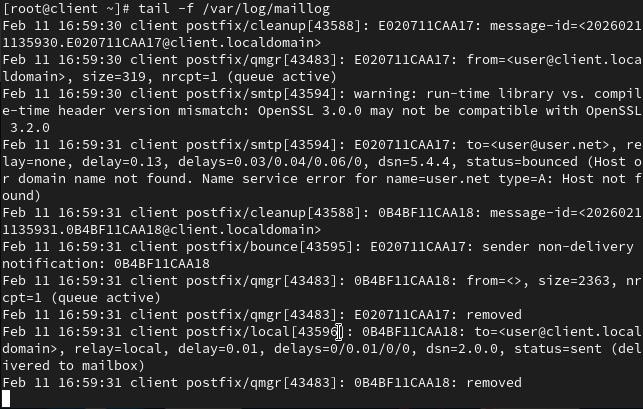 [root@client ~]# tail -f /var/log/maillog
Feb 11 16:59:30 client postfix/cleanup[43588]: E020711CAA17: message-id=<2026021
1135930.E020711CAA17@client.localdomain>
Feb 11 16:59:30 client postfix/qmgr[43483]: E020711CAA17: from=<user@client.loca
ldomain>, size=319, nrcpt=1 (queue active)
Feb 11 16:59:30 client postfix/smtp[43594]: warning: run-time library vs. compil
e-time header version mismatch: OpenSSL 3.0.0 may not be compatible with OpenSSL
 3.2.0
Feb 11 16:59:31 client postfix/smtp[43594]: E020711CAA17: to=<user@user.net>, re
lay=none, delay=0.13, delays=0.03/0.04/0.06/0, dsn=5.4.4, status=bounced (Host o
r domain name not found. Name service error for name=user.net type=A: Host not f
ound)
Feb 11 16:59:31 client postfix/cleanup[43588]: 0B4BF11CAA18: message-id=<2026021
1135931.0B4BF11CAA18@client.localdomain>
Feb 11 16:59:31 client postfix/bounce[43595]: E020711CAA17: sender non-delivery 
notification: 0B4BF11CAA18
Feb 11 16:59:31 client postfix/qmgr[43483]: 0B4BF11CAA18: from=<>, size=2363, nr
cpt=1 (queue active)
Feb 11 16:59:31 client postfix/qmgr[43483]: E020711CAA17: removed
Feb 11 16:59:31 client postfix/local[43596]: 0B4BF11CAA18: to=<user@client.local
domain>, relay=local, delay=0.01, delays=0/0.01/0/0, dsn=2.0.0, status=sent (del
ivered to mailbox)
Feb 11 16:59:31 client postfix/qmgr[43483]: 0B4BF11CAA18: removed